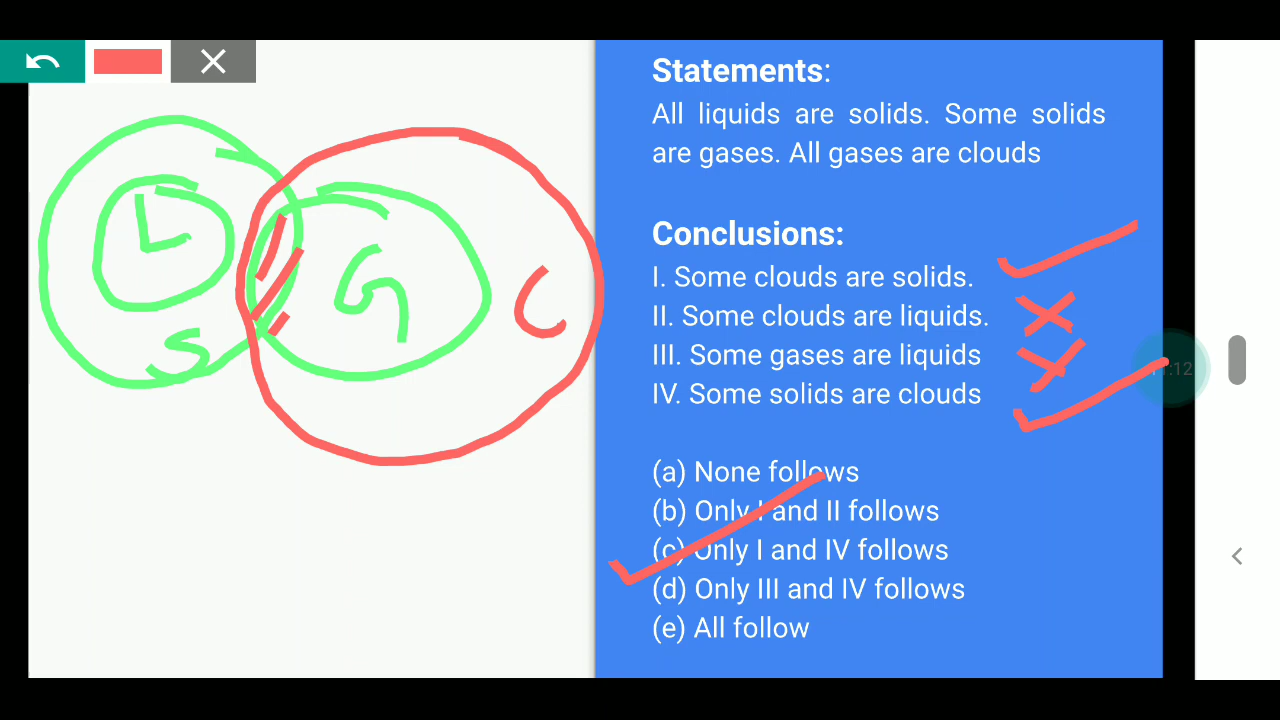 Statements:
All liquids are solids. Some solids
are gases. All gases are clouds
Conclusions:
I. Some clouds are solids.
II. Some clouds are liquids.
III. Some gases are liquids
IV. Some solids are clouds
(a) None follows
(b) Only I and II follows
(c) Only I and IV follows
(d) Only III and IV follows
(e) All follow
L
S
G
C